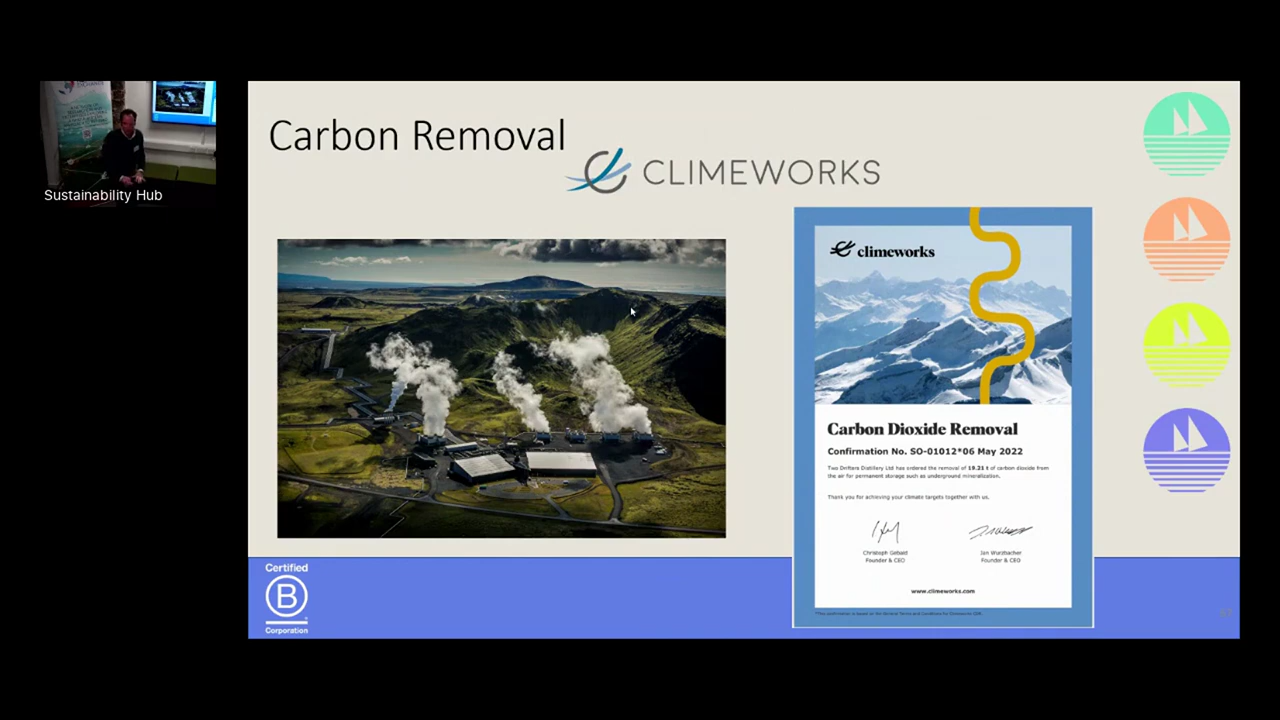 Sustainability Hub
Carbon Removal
CLIMEWORKS
climeworks
Carbon Dioxide Removal
Confirmation No. SO-01012*06 May 2022
Two Drifters Distillery Ltd has ordered the removal of 19.21 t of carbon dioxide from
the air for permanent storage such as underground mineralization.
Thank you for achieving your climate targets together with us.
Christoph Gebald
Founder & CEO
Jan Wurzbacher
Founder & CEO
www.climeworks.com
Certified
B
Corporation